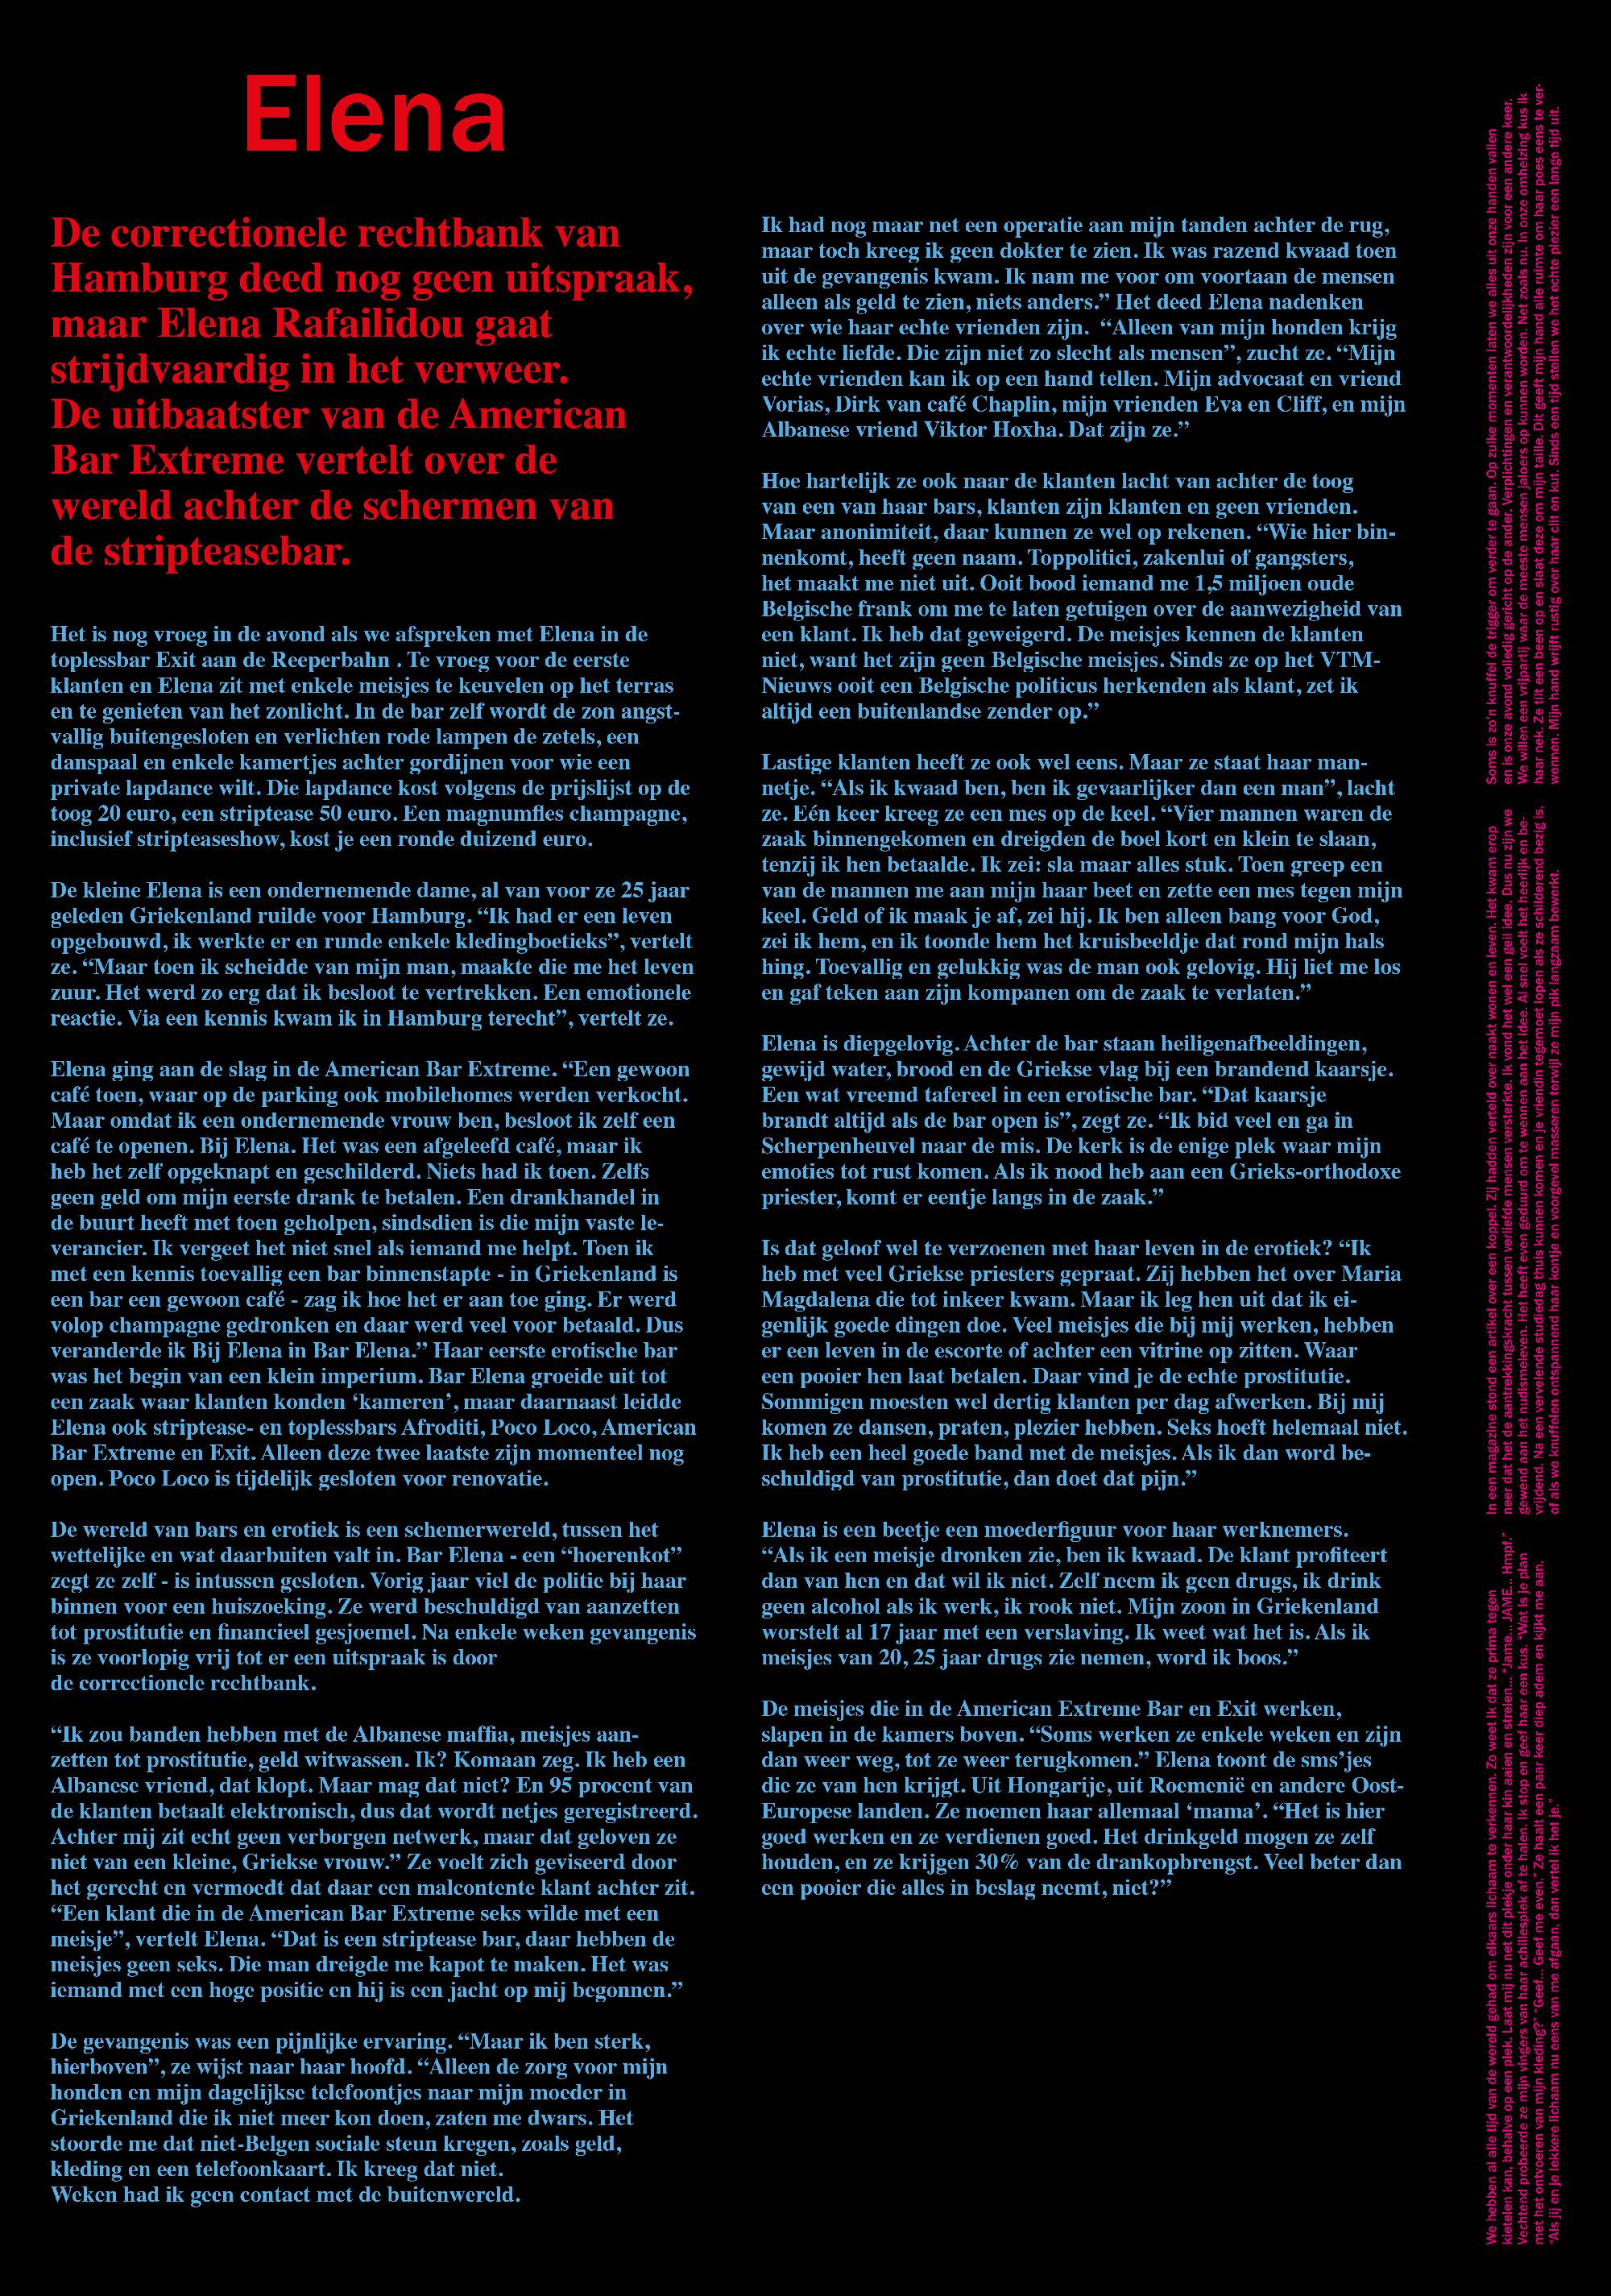 Elena
De correctionele rechtbank van
Hamburg deed nog geen uitspraak,
maar Elena Rafailidou gaat
strijdvaardig in het verweer.
De uitbaatster van de American
Bar Extreme vertelt over de
wereld achter de schermen van
de stripteasebar.
Het is nog vroeg in de avond als we afspreken met Elena in de
toplessbar Exit aan de Reeperbahn . Te vroeg voor de eerste
klanten en Elena zit met enkele meisjes te keuvelen op het terras
en te genieten van het zonlicht. In de bar zelf wordt de zon angst-
vallig buitengesloten en verlichten rode lampen de zetels, een
danspaal en enkele kamertjes achter gordijnen voor wie een
private lapdance wilt. Die lapdance kost volgens de prijslijst op de
toog 20 euro, een striptease 50 euro. Een magnumfles champagne,
inclusief stripteaseshow, kost je een ronde duizend euro.
De kleine Elena is een ondernemende dame, al van voor ze 25 jaar
geleden Griekenland ruilde voor Hamburg. “Ik had er een leven
opgebouwd, ik werkte er en runde enkele kledingboetieks”, vertelt
ze. “Maar toen ik scheidde van mijn man, maakte die me het leven
zuur. Het werd zo erg dat ik besloot te vertrekken. Een emotionele
reactie. Via een kennis kwam ik in Hamburg terecht”, vertelt ze.
Elena ging aan de slag in de American Bar Extreme. “Een gewoon
café toen, waar op de parking ook mobilehomes werden verkocht.
Maar omdat ik een ondernemende vrouw ben, besloot ik zelf een
café te openen. Bij Elena. Het was een afgeleefd café, maar ik
heb het zelf opgeknapt en geschilderd. Niets had ik toen. Zelfs
geen geld om mijn eerste drank te betalen. Een drankhandel in
de buurt heeft met toen geholpen, sindsdien is die mijn vaste le-
verancier. Ik vergeet het niet snel als iemand me helpt. Toen ik
met een kennis toevallig een bar binnenstapte - in Griekenland is
een bar een gewoon café - zag ik hoe het er aan toe ging. Er werd
volop champagne gedronken en daar werd veel voor betaald. Dus
veranderde ik Bij Elena in Bar Elena.” Haar eerste erotische bar
was het begin van een klein imperium. Bar Elena groeide uit tot
een zaak waar klanten konden ‘kameren’, maar daarnaast leidde
Elena ook striptease- en toplessbars Afroditi, Poco Loco, American
Bar Extreme en Exit. Alleen deze twee laatste zijn momenteel nog
open. Poco Loco is tijdelijk gesloten voor renovatie.
De wereld van bars en erotiek is een schemerwereld, tussen het
wettelijke en wat daarbuiten valt in. Bar Elena - een “hoerenkot”
zegt ze zelf - is intussen gesloten. Vorig jaar viel de politie bij haar
binnen voor een huiszoeking. Ze werd beschuldigd van aanzetten
tot prostitutie en financieel gesjoemel. Na enkele weken gevangenis
is ze voorlopig vrij tot er een uitspraak is door
de correctionele rechtbank.
“Ik zou banden hebben met de Albanese maffia, meisjes aan-
zetten tot prostitutie, geld witwassen. Ik? Komaan zeg. Ik heb een
Albanese vriend, dat klopt. Maar mag dat niet? En 95 procent van
de klanten betaalt elektronisch, dus dat wordt netjes geregistreerd.
Achter mij zit echt geen verborgen netwerk, maar dat geloven ze
niet van een kleine, Griekse vrouw.” Ze voelt zich geviseerd door
het gerecht en vermoedt dat daar een malcontente klant achter zit.
“Een klant die in de American Bar Extreme seks wilde met een
meisje”, vertelt Elena. “Dat is een striptease bar, daar hebben de
meisjes geen seks. Die man dreigde me kapot te maken. Het was
iemand met een hoge positie en hij is een jacht op mij begonnen.”
De gevangenis was een pijnlijke ervaring. “Maar ik ben sterk,
hierboven”, ze wijst naar haar hoofd. “Alleen de zorg voor mijn
honden en mijn dagelijkse telefoontjes naar mijn moeder in
Griekenland die ik niet meer kon doen, zaten me dwars. Het
stoorde me dat niet-Belgen sociale steun kregen, zoals geld,
kleding en een telefoonkaart. Ik kreeg dat niet.
Weken had ik geen contact met de buitenwereld.
Ik had nog maar net een operatie aan mijn tanden achter de rug,
maar toch kreeg ik geen dokter te zien. Ik was razend kwaad toen
uit de gevangenis kwam. Ik nam me voor om voortaan de mensen
alleen als geld te zien, niets anders.” Het deed Elena nadenken
over wie haar echte vrienden zijn. “Alleen van mijn honden krijg
ik echte liefde. Die zijn niet zo slecht als mensen”, zucht ze. “Mijn
echte vrienden kan ik op een hand tellen. Mijn advocaat en vriend
Vorias, Dirk van café Chaplin, mijn vrienden Eva en Cliff, en mijn
Albanese vriend Viktor Hoxha. Dat zijn ze.”
Hoe hartelijk ze ook naar de klanten lacht van achter de toog
van een van haar bars, klanten zijn klanten en geen vrienden.
Maar anonimiteit, daar kunnen ze wel op rekenen. “Wie hier bin-
nenkomt, heeft geen naam. Toppolitici, zakenlui of gangsters,
het maakt me niet uit. Ooit bood iemand me 1,5 miljoen oude
Belgische frank om me te laten getuigen over de aanwezigheid van
een klant. Ik heb dat geweigerd. De meisjes kennen de klanten
niet, want het zijn geen Belgische meisjes. Sinds ze op het VTM-
Nieuws ooit een Belgische politicus herkenden als klant, zet ik
altijd een buitenlandse zender op.”
Lastige klanten heeft ze ook wel eens. Maar ze staat haar man-
netje. “Als ik kwaad ben, ben ik gevaarlijker dan een man”, lacht
ze. Eén keer kreeg ze een mes op de keel. “Vier mannen waren de
zaak binnengekomen en dreigden de boel kort en klein te slaan,
tenzij ik hen betaalde. Ik zei: sla maar alles stuk. Toen greep een
van de mannen me aan mijn haar beet en zette een mes tegen mijn
keel. Geld of ik maak je af, zei hij. Ik ben alleen bang voor God,
zei ik hem, en ik toonde hem het kruisbeeldje dat rond mijn hals
hing. Toevallig en gelukkig was de man ook gelovig. Hij liet me los
en gaf teken aan zijn kompanen om de zaak te verlaten.”
Elena is diepgelovig. Achter de bar staan heiligenafbeeldingen,
gewijd water, brood en de Griekse vlag bij een brandend kaarsje.
Een wat vreemd tafereel in een erotische bar. “Dat kaarsje
brandt altijd als de bar open is”, zegt ze. “Ik bid veel en ga in
Scherpenheuvel naar de mis. De kerk is de enige plek waar mijn
emoties tot rust komen. Als ik nood heb aan een Grieks-orthodoxe
priester, komt er eentje langs in de zaak.”
Is dat geloof wel te verzoenen met haar leven in de erotiek? “Ik
heb met veel Griekse priesters gepraat. Zij hebben het over Maria
Magdalena die tot inkeer kwam. Maar ik leg hen uit dat ik ei-
genlijk goede dingen doe. Veel meisjes die bij mij werken, hebben
er een leven in de escorte of achter een vitrine op zitten. Waar
een pooier hen laat betalen. Daar vind je de echte prostitutie.
Sommigen moesten wel dertig klanten per dag afwerken. Bij mij
komen ze dansen, praten, plezier hebben. Seks hoeft helemaal niet.
Ik heb een heel goede band met de meisjes. Als ik dan word be-
schuldigd van prostitutie, dan doet dat pijn.”
Elena is een beetje een moederfiguur voor haar werknemers.
“Als ik een meisje dronken zie, ben ik kwaad. De klant profiteert
dan van hen en dat wil ik niet. Zelf neem ik geen drugs, ik drink
geen alcohol als ik werk, ik rook niet. Mijn zoon in Griekenland
worstelt al 17 jaar met een verslaving. Ik weet wat het is. Als ik
meisjes van 20, 25 jaar drugs zie nemen, word ik boos.”
De meisjes die in de American Extreme Bar en Exit werken,
slapen in de kamers boven. “Soms werken ze enkele weken en zijn
dan weer weg, tot ze weer terugkomen.” Elena toont de sms’jes
die ze van hen krijgt. Uit Hongarije, uit Roemenië en andere Oost-
Europese landen. Ze noemen haar allemaal ‘mama’. “Het is hier
goed werken en ze verdienen goed. Het drinkgeld mogen ze zelf
houden, en ze krijgen 30% van de drankopbrengst. Veel beter dan
een pooier die alles in beslag neemt, niet?”
We hebben al alle tijd van de wereld gehad om elkaars lichaam te verkennen. Zo weet ik dat ze prima tegen
kietelen kan, behalve op een plek. Laat mij nu net dit plekje onder haar kin aaien en strelen... “Jame... JAME... Hmpf.”
Vechtend probeerde ze mijn vingers van haar achillesplek af te halen. Ik stop en geef haar een kus. “Wat is je plan
met het ontvoeren van mijn kleding?” “Geef... Geef me even.” Ze haalt een paar keer diep adem en kijkt me aan.
“Als jij en je lekkere lichaam nu eens van me afgaan, dan vertel ik het je.”
In een magazine stond een artikel over een koppel. Zij hadden verteld over naakt wonen en leven. Het kwam erop
neer dat het de aantrekkingskracht tussen verliefde mensen versterkte. Ik vond het wel een geil idee. Dus nu zijn we
gewend aan het nudismeleven. Het heeft even geduurd om te wennen aan het idee. Al snel voelt het heerlijk en be-
vrijdend. Na een vervelende studiedag thuis kunnen komen en je vriendin tegemoet lopen als ze schilderend bezig is,
of als we knuffelen ontspannend haar kontje en voorgevel masseren terwijl ze mijn pik langzaam bewerkt.
Soms is zo’n knuffel de trigger om verder te gaan. Op zulke momenten laten we alles uit onze handen vallen
en is onze avond volledig gericht op de ander. Verplichtingen en verantwoordelijkheden zijn voor een andere keer.
We willen een vrijpartij waar de meeste mensen jaloers op kunnen worden. Net zoals nu. In onze omhelzing kus ik
haar nek. Ze tilt een been op en slaat deze om mijn taille. Dit geeft mijn hand alle ruimte om haar poes eens te ver-
wennen. Mijn hand wrijft rustig over haar clit en kut. Sinds een tijd stellen we het echte plezier een lange tijd uit.